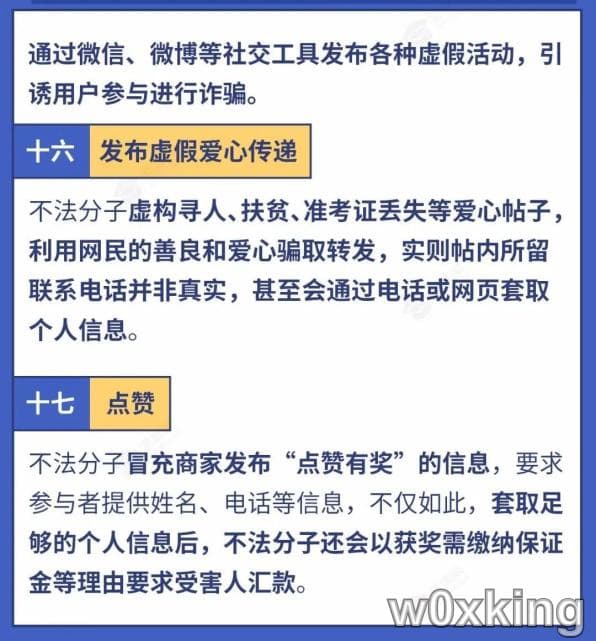 通过微信、微博等社交工具发布各种虚假活动，引
诱用户参与进行诈骗。
十六 发布虚假爱心传递
不法分子虚构寻人、扶贫、准考证丢失等爱心帖子，
利用网民的善良和爱心骗取转发，实则帖内所留
联系电话并非真实，甚至会通过电话或网页套取
个人信息。
十七 点赞
不法分子冒充商家发布“点赞有奖”的信息，要求
参与者提供姓名、电话等信息，不仅如此，套取足
够的个人信息后，不法分子还会以获奖需缴纳保证
金等理由要求受害人汇款。
w0xking